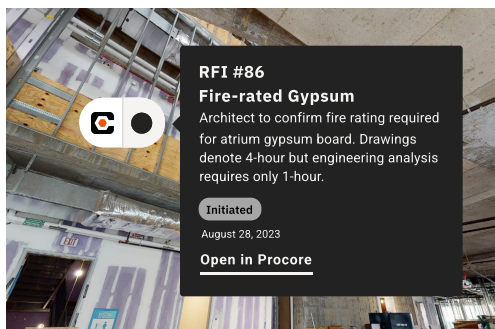 RFI #86
Fire-rated Gypsum
Architect to confirm fire rating required
for atrium gypsum board. Drawings
denote 4-hour but engineering analysis
requires only 1-hour.
Initiated
August 28, 2023
Open in Procore
EXIT